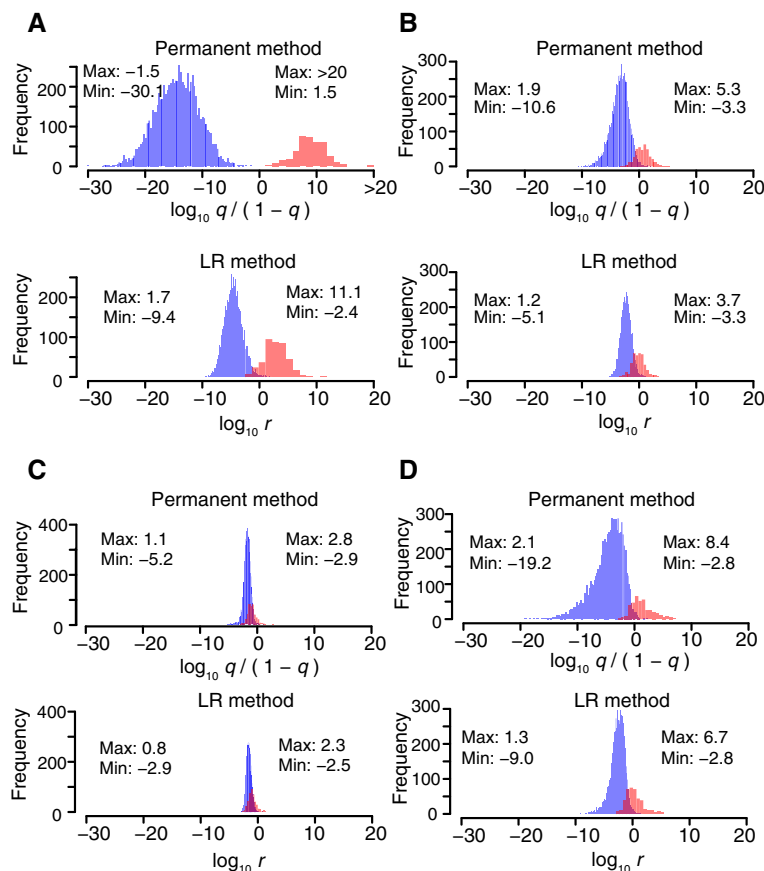 A
Permanent method
Frequency
Max: −1.5
Min: −30.1
Max: >20
Min: 1.5
200
100
0
−30 −20 −10 0 10 >20
log10 q / ( 1 − q )
LR method
Frequency
Max: 1.7
Min: −9.4
Max: 11.1
Min: −2.4
200
100
0
−30 −20 −10 0 10 20
log10 r
B
Permanent method
Frequency
Max: 1.9
Min: −10.6
Max: 5.3
Min: −3.3
300
200
100
0
−30 −20 −10 0 10 20
log10 q / ( 1 − q )
LR method
Frequency
Max: 1.2
Min: −5.1
Max: 3.7
Min: −3.3
300
200
100
0
−30 −20 −10 0 10 20
log10 r
C
Permanent method
Frequency
Max: 1.1
Min: −5.2
Max: 2.8
Min: −2.9
400
200
0
−30 −20 −10 0 10 20
log10 q / ( 1 − q )
LR method
Frequency
Max: 0.8
Min: −2.9
Max: 2.3
Min: −2.5
400
200
0
−30 −20 −10 0 10 20
log10 r
D
Permanent method
Frequency
Max: 2.1
Min: −19.2
Max: 8.4
Min: −2.8
300
200
100
0
−30 −20 −10 0 10 20
log10 q / ( 1 − q )
LR method
Frequency
Max: 1.3
Min: −9.0
Max: 6.7
Min: −2.8
300
200
100
0
−30 −20 −10 0 10 20
log10 r